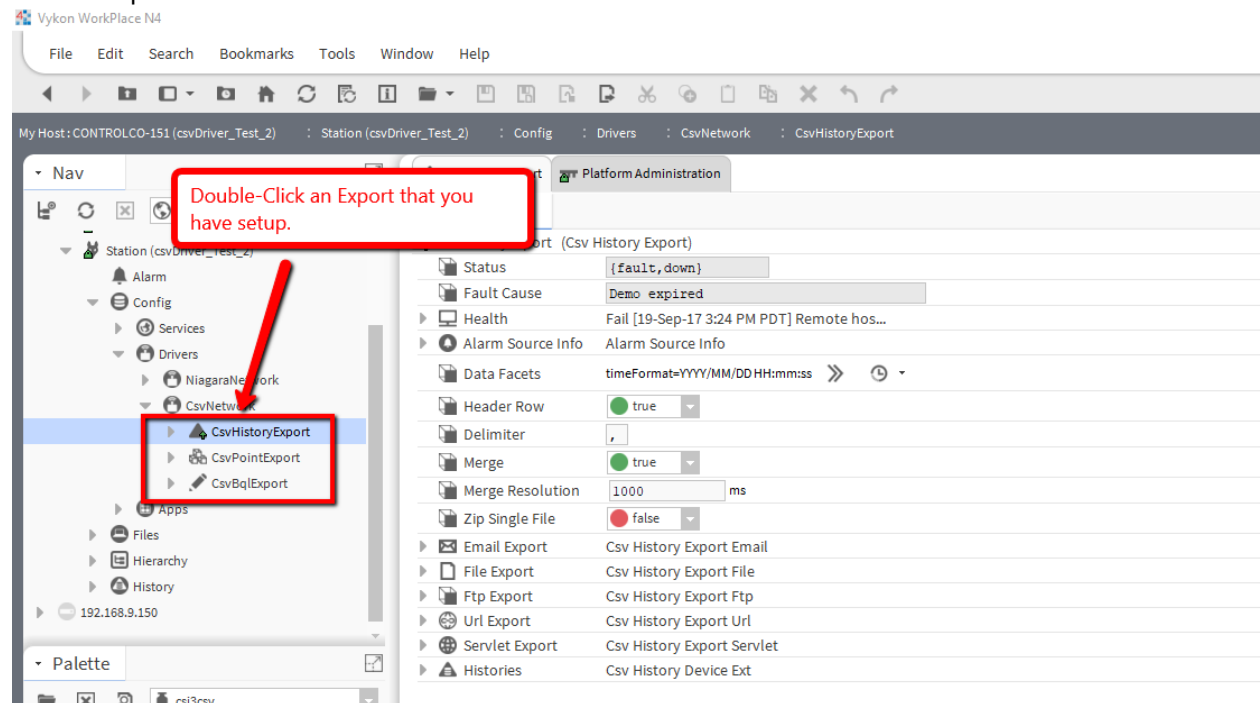 Vykon WorkPlace N4
File Edit Search Bookmarks Tools Window Help
My Host : CONTROLCO-151 (csvDriver_Test_2) : Station (csvDriver_Test_2) : Config : Drivers : CsvNetwork : CsvHistoryExport
Nav
Platform Administration
Double-Click an Export that you
have setup.
Station (csvDriver_Test_2)
Alarm
Config
Services
Drivers
NiagaraNetwork
CsvNetwork
CsvHistoryExport
CsvPointExport
CsvBqlExport
Apps
Files
Hierarchy
History
192.168.9.150
Palette
csi3csv
(Csv History Export)
Status {fault,down}
Fault Cause Demo expired
Health Fail [19-Sep-17 3:24 PM PDT] Remote hos...
Alarm Source Info Alarm Source Info
Data Facets timeFormat=YYYY/MM/DD HH:mm:ss
Header Row true
Delimiter ,
Merge true
Merge Resolution 1000 ms
Zip Single File false
Email Export Csv History Export Email
File Export Csv History Export File
Ftp Export Csv History Export Ftp
Url Export Csv History Export Url
Servlet Export Csv History Export Servlet
Histories Csv History Device Ext